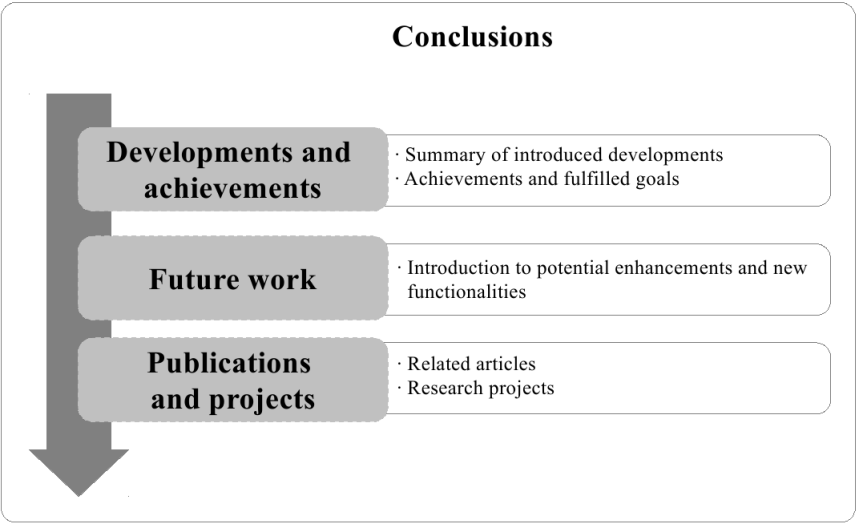 Conclusions
Developments and
achievements
· Summary of introduced developments
· Achievements and fulfilled goals
Future work
· Introduction to potential enhancements and new
functionalities
Publications
and projects
· Related articles
· Research projects